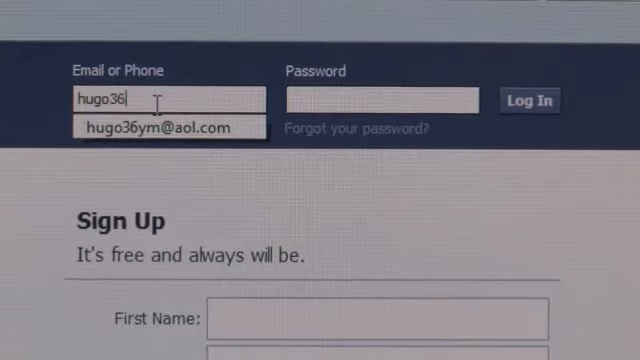 Email or Phone
Password
hugo36
Log In
hugo36ym@aol.com
Forgot your password?
Sign Up
It's free and always will be.
First Name: